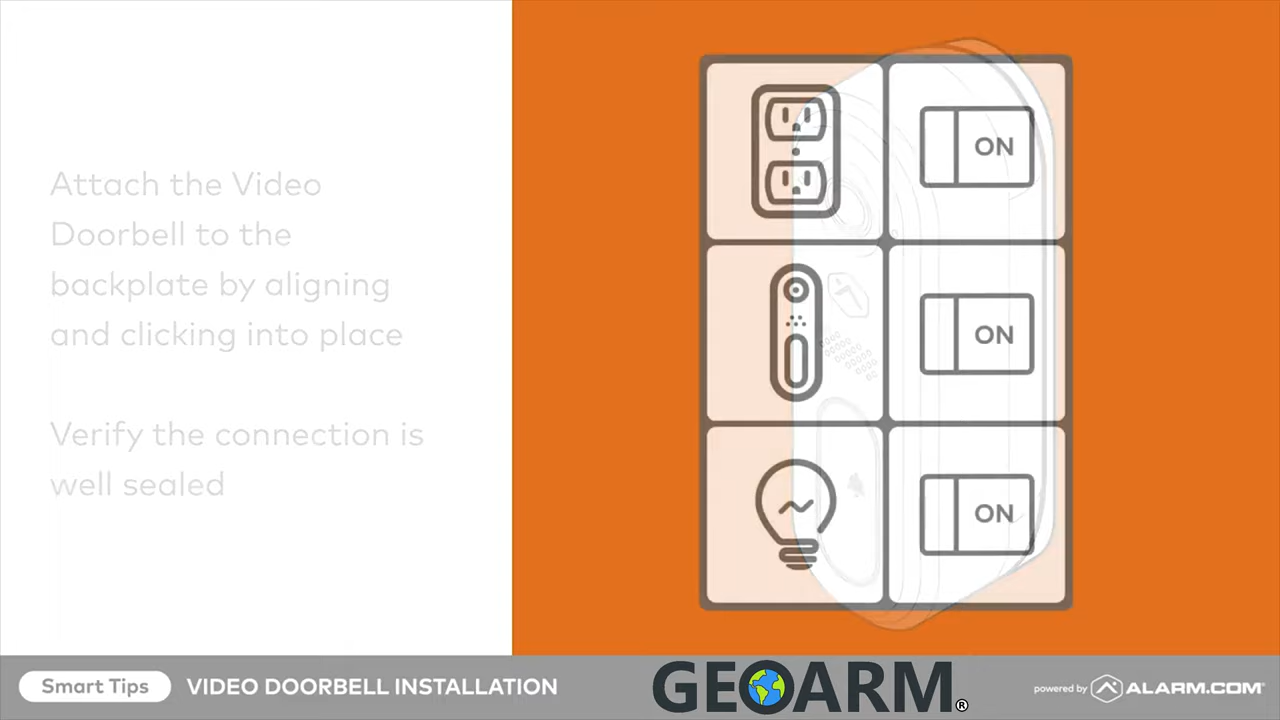 Attach the Video
Doorbell to the
backplate by aligning
and clicking into place
Verify the connection is
well sealed
ON
ON
ON
Smart Tips
VIDEO DOORBELL INSTALLATION
GEOARM®
powered by ALARM.COM®